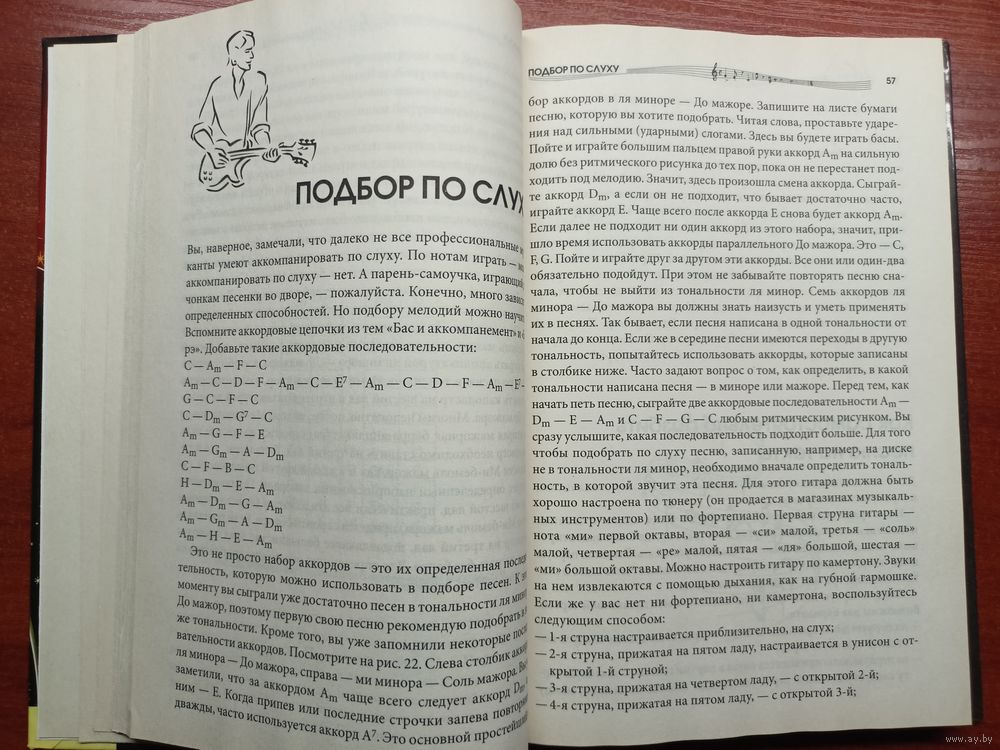 ПОДБОР ПО СЛУХ
Вы, наверное, замечали, что далеко не все профессиональные
канты умеют аккомпанировать по слуху. По нотам играть —
аккомпанировать по слуху — нет. А парень-самоучка, играющий
чонкам песенки во дворе, — пожалуйста. Конечно, много завис
определенных способностей. Но подбору мелодий можно научит
Вспомните аккордовые цепочки из тем «Бас и аккомпанемент» и
рэ». Добавьте такие аккордовые последовательности:
C — Am — F — C
Am — C — D — F — Am — C — E7 — Am — C — D — F — Am — E7 —
G — C — F — C
C — Dm — G7 — C
Am — G — F — E
Am — Gm — A — Dm
C — F — B — C
H — Dm — E — Am
Am — Dm — G — Am
Am — Gm — A — Dm
Am — H — E — Am
Это не просто набор аккордов — это их определенная послед
тельность, которую можно использовать в подборе песен. К
моменту вы сыграли уже достаточно песен в тональности ля мин
До мажор, поэтому первую свою песню рекомендую подобрать в
же тональности. Кроме того, вы уже запомнили некоторые посл
вательности аккордов. Посмотрите на рис. 22. Слева столбик аккор
ля минора — До мажора, справа — ми минора — Соль мажора. Вы
заметили, что за аккордом Am чаще всего следует аккорд Dm
ним — E. Когда припев или последние строчки запева повтор
дважды, часто используется аккорд A7. Это основной простейший
ПОДБОР ПО СЛУХУ
57
бор аккордов в ля миноре — До мажоре. Запишите на листе бумаги
песню, которую вы хотите подобрать. Читая слова, проставьте ударе-
ния над сильными (ударными) слогами. Здесь вы будете играть басы.
Пойте и играйте большим пальцем правой руки аккорд Am на сильную
долю без ритмического рисунка до тех пор, пока он не перестанет под-
ходить под мелодию. Значит, здесь произошла смена аккорда. Сыграй-
те аккорд Dm, а если он не подходит, что бывает достаточно часто,
играйте аккорд E. Чаще всего после аккорда E снова будет аккорд Am.
Если далее не подходит ни один аккорд из этого набора, значит, при-
шло время использовать аккорды параллельного До мажора. Это — C,
F, G. Пойте и играйте друг за другом эти аккорды. Все они или один-два
обязательно подойдут. При этом не забывайте повторять песню сна-
чала, чтобы не выйти из тональности ля минор. Семь аккордов ля
минора — До мажора вы должны знать наизусть и уметь применять
их в песнях. Так бывает, если песня написана в одной тональности от
начала до конца. Если же в середине песни имеются переходы в другую
тональность, попытайтесь использовать аккорды, которые записаны
в столбике ниже. Часто задают вопрос о том, как определить, в какой
тональности написана песня — в миноре или мажоре. Перед тем, как
начать петь песню, сыграйте две аккордовые последовательности Am —
Dm — E — Am и C — F — G — C любым ритмическим рисунком. Вы
сразу услышите, какая последовательность подходит больше. Для того
чтобы подобрать по слуху песню, записанную, например, на диске
не в тональности ля минор, необходимо вначале определить тональ-
ность, в которой звучит эта песня. Для этого гитара должна быть
хорошо настроена по тюнеру (он продается в магазинах музыкаль-
ных инструментов) или по фортепиано. Первая струна гитары —
нота «ми» первой октавы, вторая — «си» малой, третья — «соль»
малой, четвертая — «ре» малой, пятая — «ля» большой, шестая —
«ми» большой октавы. Можно настроить гитару по камертону. Звуки
на нем извлекаются с помощью дыхания, как на губной гармошке.
Если же у вас нет ни фортепиано, ни камертона, воспользуйтесь
следующим способом:
— 1-я струна настраивается приблизительно, на слух;
— 2-я струна, прижатая на пятом ладу, настраивается в унисон с от-
крытой 1-й струной;
— 3-я струна, прижатая на четвертом ладу, — с открытой 2-й;
— 4-я струна, прижатая на пятом ладу, — с открытой 3-й;
www.ay.by